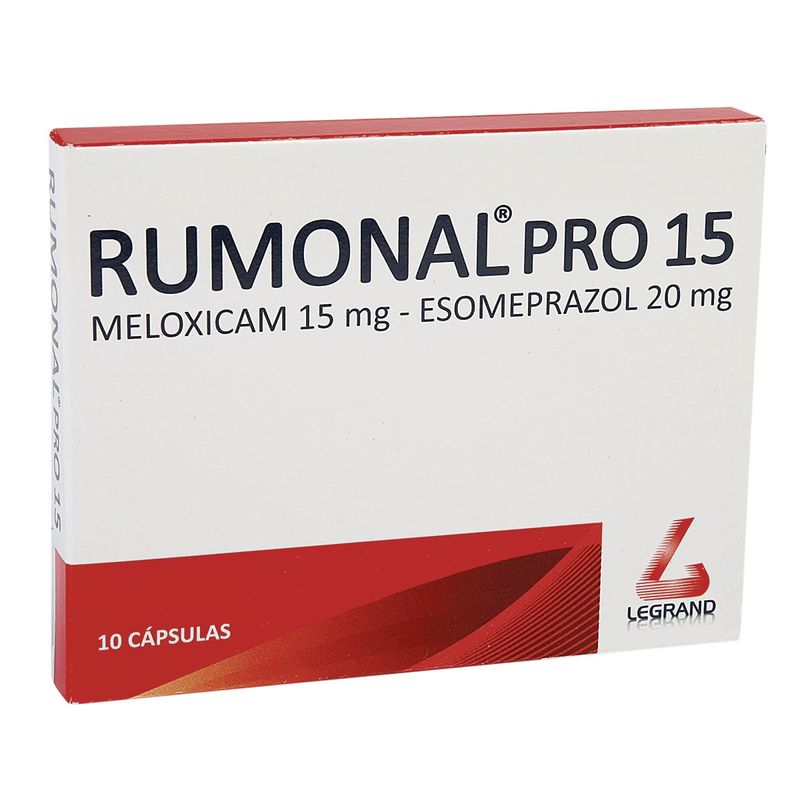 RUMONAL® PRO 15
MELOXICAM 15 mg - ESOMEPRAZOL 20 mg
10 CÁPSULAS
LEGRAND
RUMONAL® PRO 15